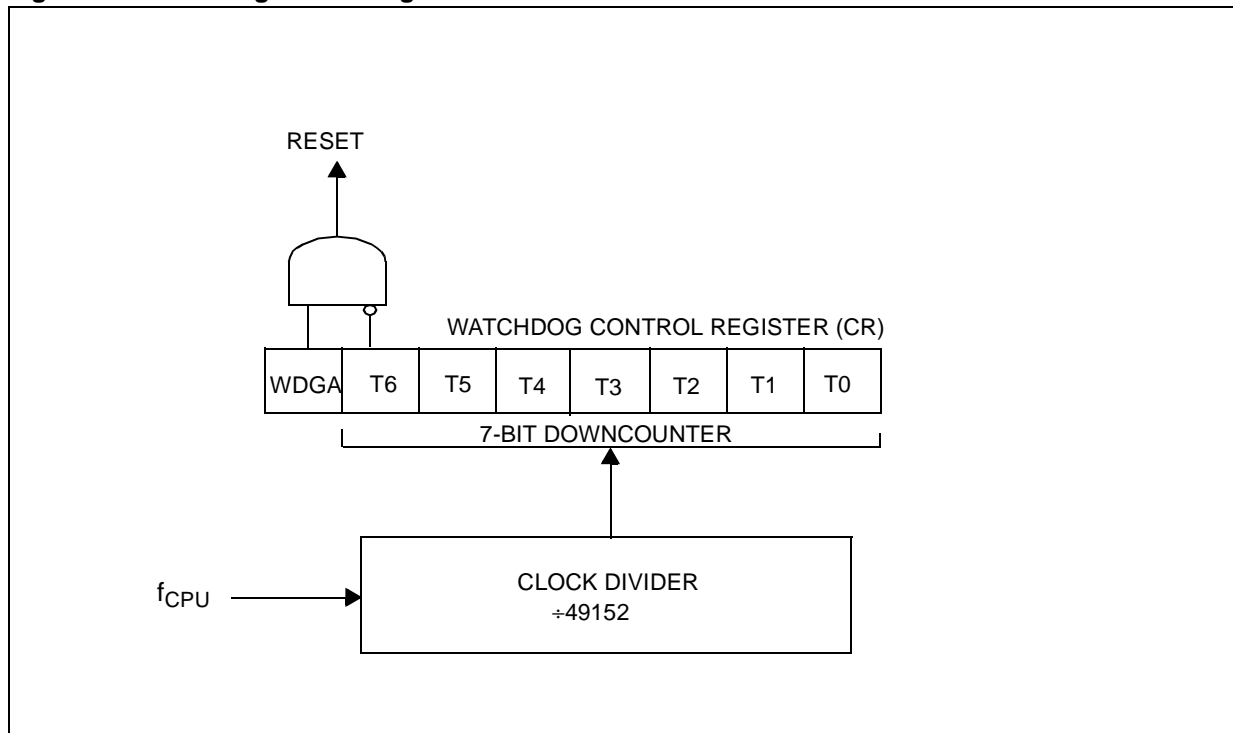 RESET
WATCHDOG CONTROL REGISTER (CR)
WDGA T6 T5 T4 T3 T2 T1 T0
7-BIT DOWNCOUNTER
fCPU
CLOCK DIVIDER
÷49152